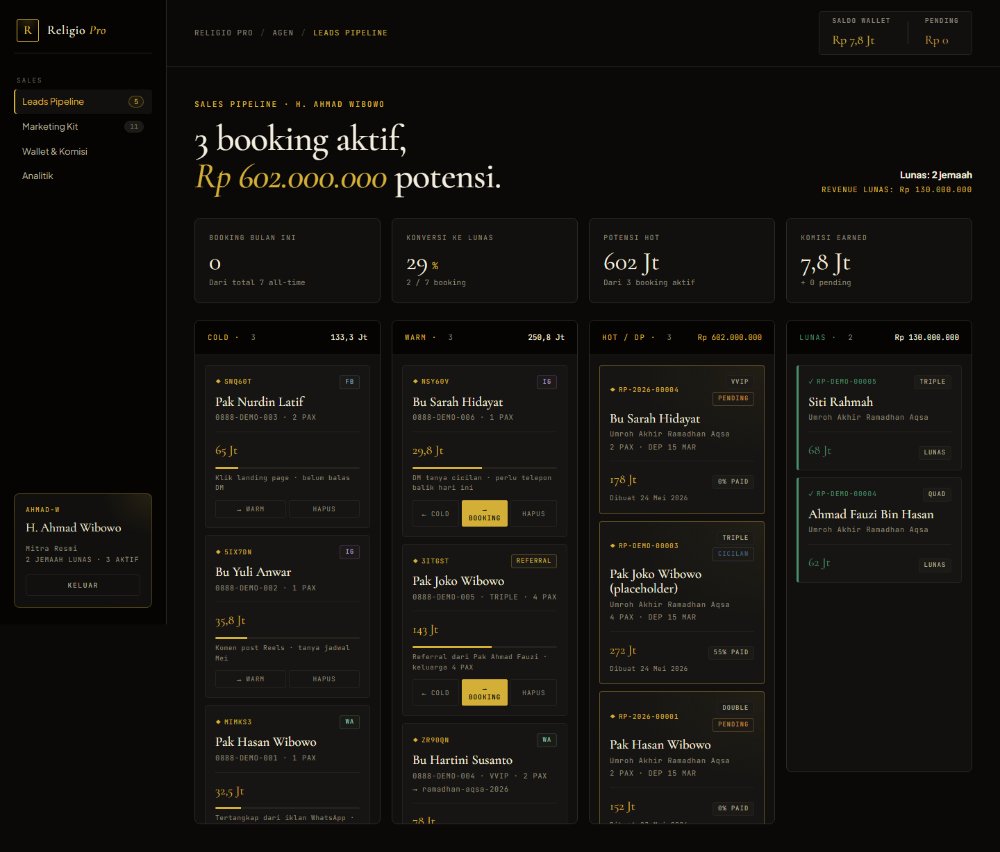 R Religio Pro
SALES
Leads Pipeline 5
Marketing Kit 11
Wallet & Komisi
Analitik
AHMAD-W
H. Ahmad Wibowo
Mitra Resmi
2 JEMAAH LUNAS · 3 AKTIF
KELUAR
RELIGIO PRO / AGEN / LEADS PIPELINE
SALDO WALLET
Rp 7,8 Jt
PENDING
Rp 0
SALES PIPELINE · H. AHMAD WIBOWO
3 booking aktif,
Rp 602.000.000 potensi.
Lunas: 2 jemaah
REVENUE LUNAS: Rp 130.000.000
BOOKING BULAN INI
0
Dari total 7 all-time
KONVERSI KE LUNAS
29 %
2 / 7 booking
POTENSI HOT
602 Jt
Dari 3 booking aktif
KOMISI EARNED
7,8 Jt
+ 0 pending
COLD · 3 133,3 Jt
◆ SNQ60T FB
Pak Nurdin Latif
0888-DEMO-003 · 2 PAX
65 Jt
Klik landing page · belum balas
DM
→ WARM HAPUS
◆ 5IX7DN IG
Bu Yuli Anwar
0888-DEMO-002 · 1 PAX
35,8 Jt
Komen post Reels · tanya jadwal
Mei
→ WARM HAPUS
◆ MIMKS3 WA
Pak Hasan Wibowo
0888-DEMO-001 · 1 PAX
32,5 Jt
Tertangkap dari iklan WhatsApp ·
WARM · 3 250,8 Jt
◆ NSY60V IG
Bu Sarah Hidayat
0888-DEMO-006 · 1 PAX
29,8 Jt
DM tanya cicilan · perlu telepon
balik hari ini
← COLD → BOOKING HAPUS
◆ 3ITGST REFERRAL
Pak Joko Wibowo
0888-DEMO-005 · TRIPLE · 4 PAX
143 Jt
Referral dari Pak Ahmad Fauzi ·
keluarga 4 PAX
← COLD → BOOKING HAPUS
◆ ZR90QN WA
Bu Hartini Susanto
0888-DEMO-004 · VVIP · 2 PAX
→ ramadhan-aqsa-2026
78 Jt
HOT / DP · 3 Rp 602.000.000
◆ RP-2026-00004 VVIP
PENDING
Bu Sarah Hidayat
Umroh Akhir Ramadhan Aqsa
2 PAX · DEP 15 MAR
178 Jt 0% PAID
Dibuat 24 Mei 2026
◆ RP-DEMO-00003 TRIPLE
CICILAN
Pak Joko Wibowo
(placeholder)
Umroh Akhir Ramadhan Aqsa
4 PAX · DEP 15 MAR
272 Jt 55% PAID
Dibuat 24 Mei 2026
◆ RP-2026-00001 DOUBLE
PENDING
Pak Hasan Wibowo
Umroh Akhir Ramadhan Aqsa
2 PAX · DEP 15 MAR
152 Jt 0% PAID
LUNAS · 2 Rp 130.000.000
✓ RP-DEMO-00005 TRIPLE
Siti Rahmah
Umroh Akhir Ramadhan Aqsa
68 Jt LUNAS
✓ RP-DEMO-00004 QUAD
Ahmad Fauzi Bin Hasan
Umroh Akhir Ramadhan Aqsa
62 Jt LUNAS